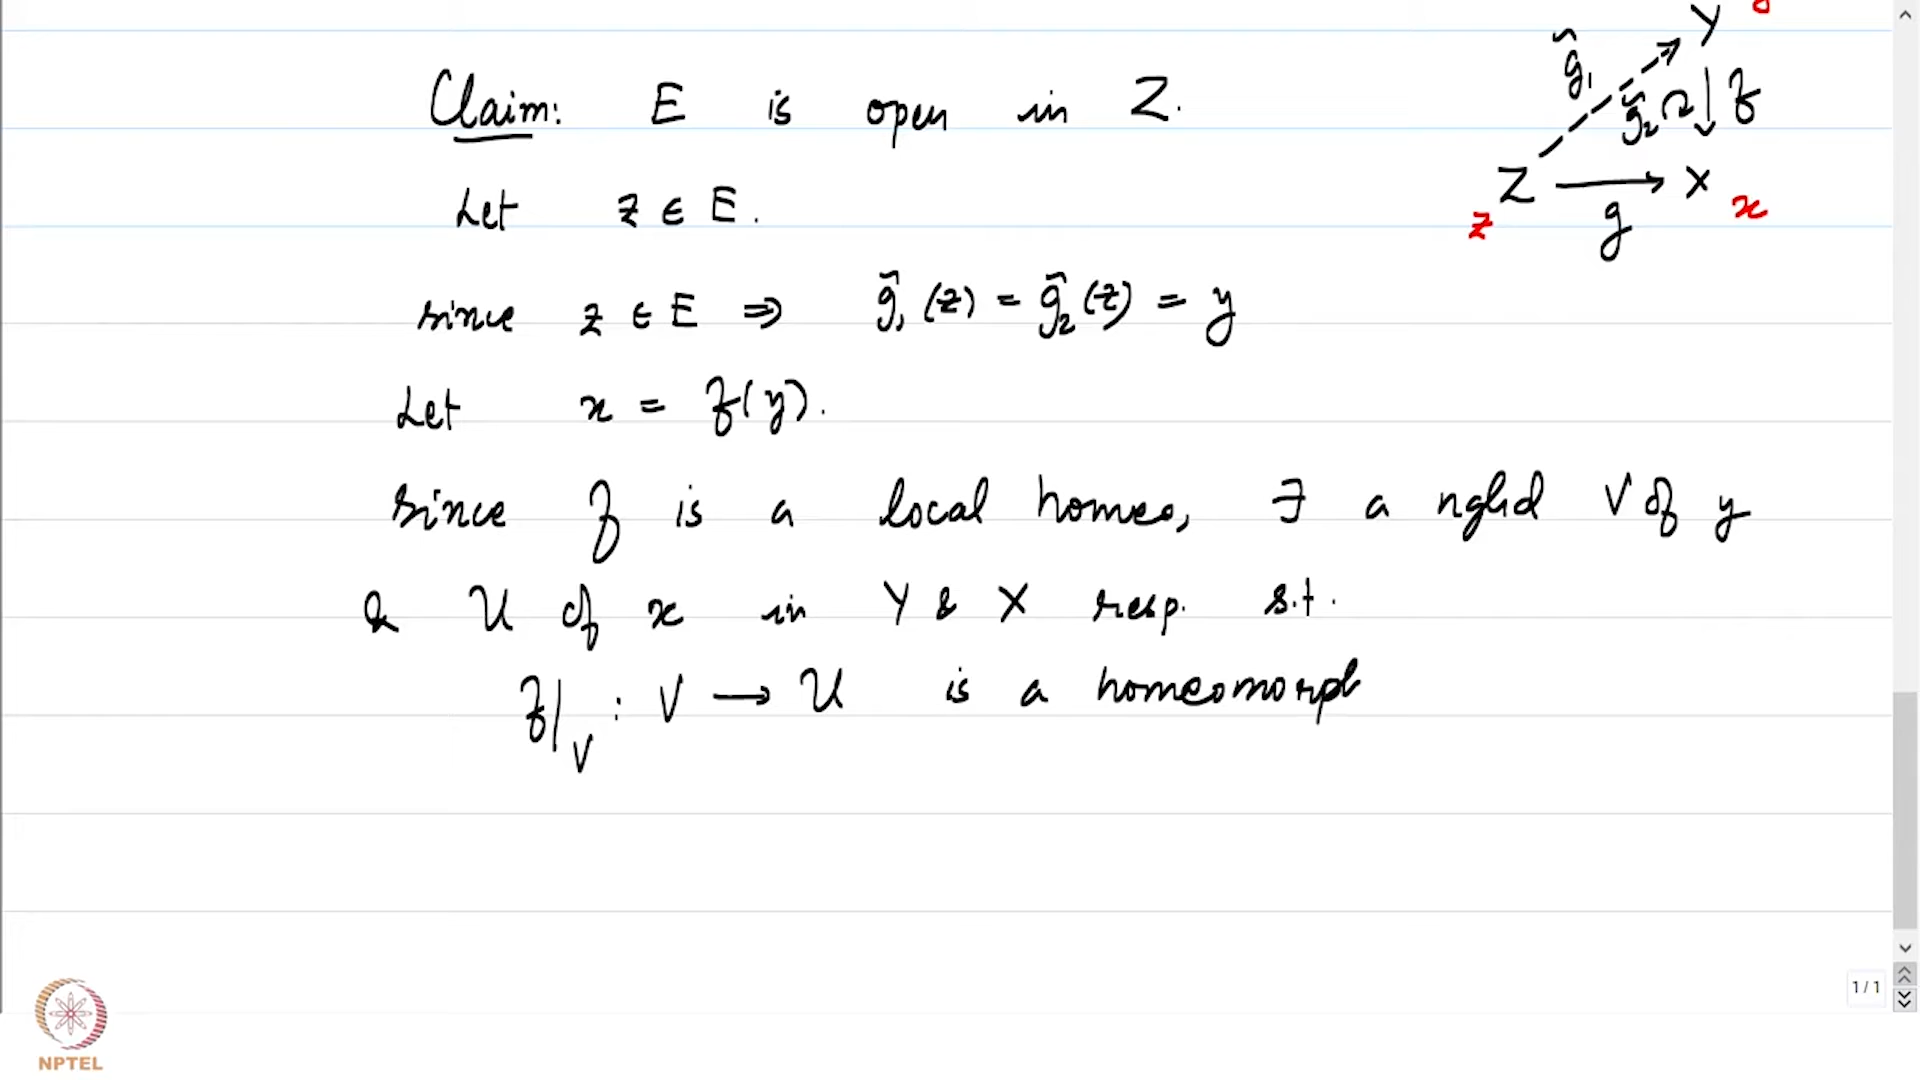 Claim: E is open in Z.
Let z ∈ E.
since z ∈ E ⇒ g̃₁(z) = g̃₂(z) = y
Let x = f(y).
since f is a local homeo, ∃ a nghd V of y
& U of x in Y & X resp. s.t.
f|_V : V → U is a homeomorph
Y
g̃₁
g̃₂ f
Z → X
z g x
1 / 1
NPTEL